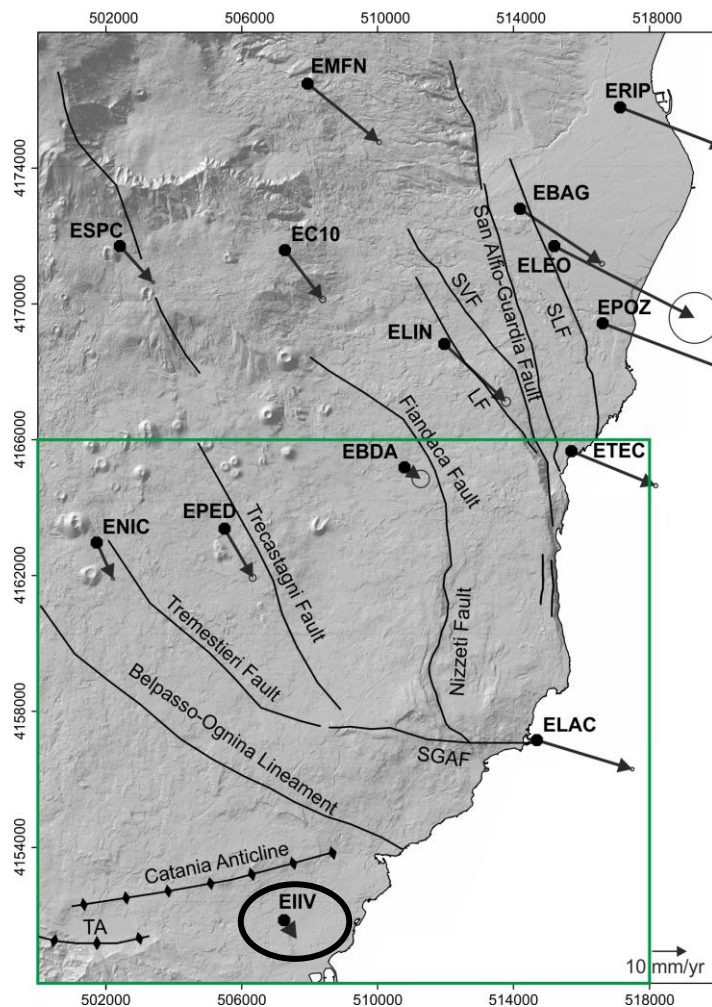 502000 506000 510000 514000 518000
EMFN
ERIP
4174000
EBAG
ESPC
EC10
ELEO
San Alfio-Guardia Fault
SVF
SLF
4170000
EPOZ
ELIN
LF
Fiandaca Fault
4166000
EBDA
ETEC
EPED
ENIC
Trecastagni Fault
4162000
Tremestieri Fault
Nizzeti Fault
Belpasso-Ognina Lineament
4158000
ELAC
SGAF
4154000
Catania Anticline
EIIV
TA
10 mm/yr
502000 506000 510000 514000 518000